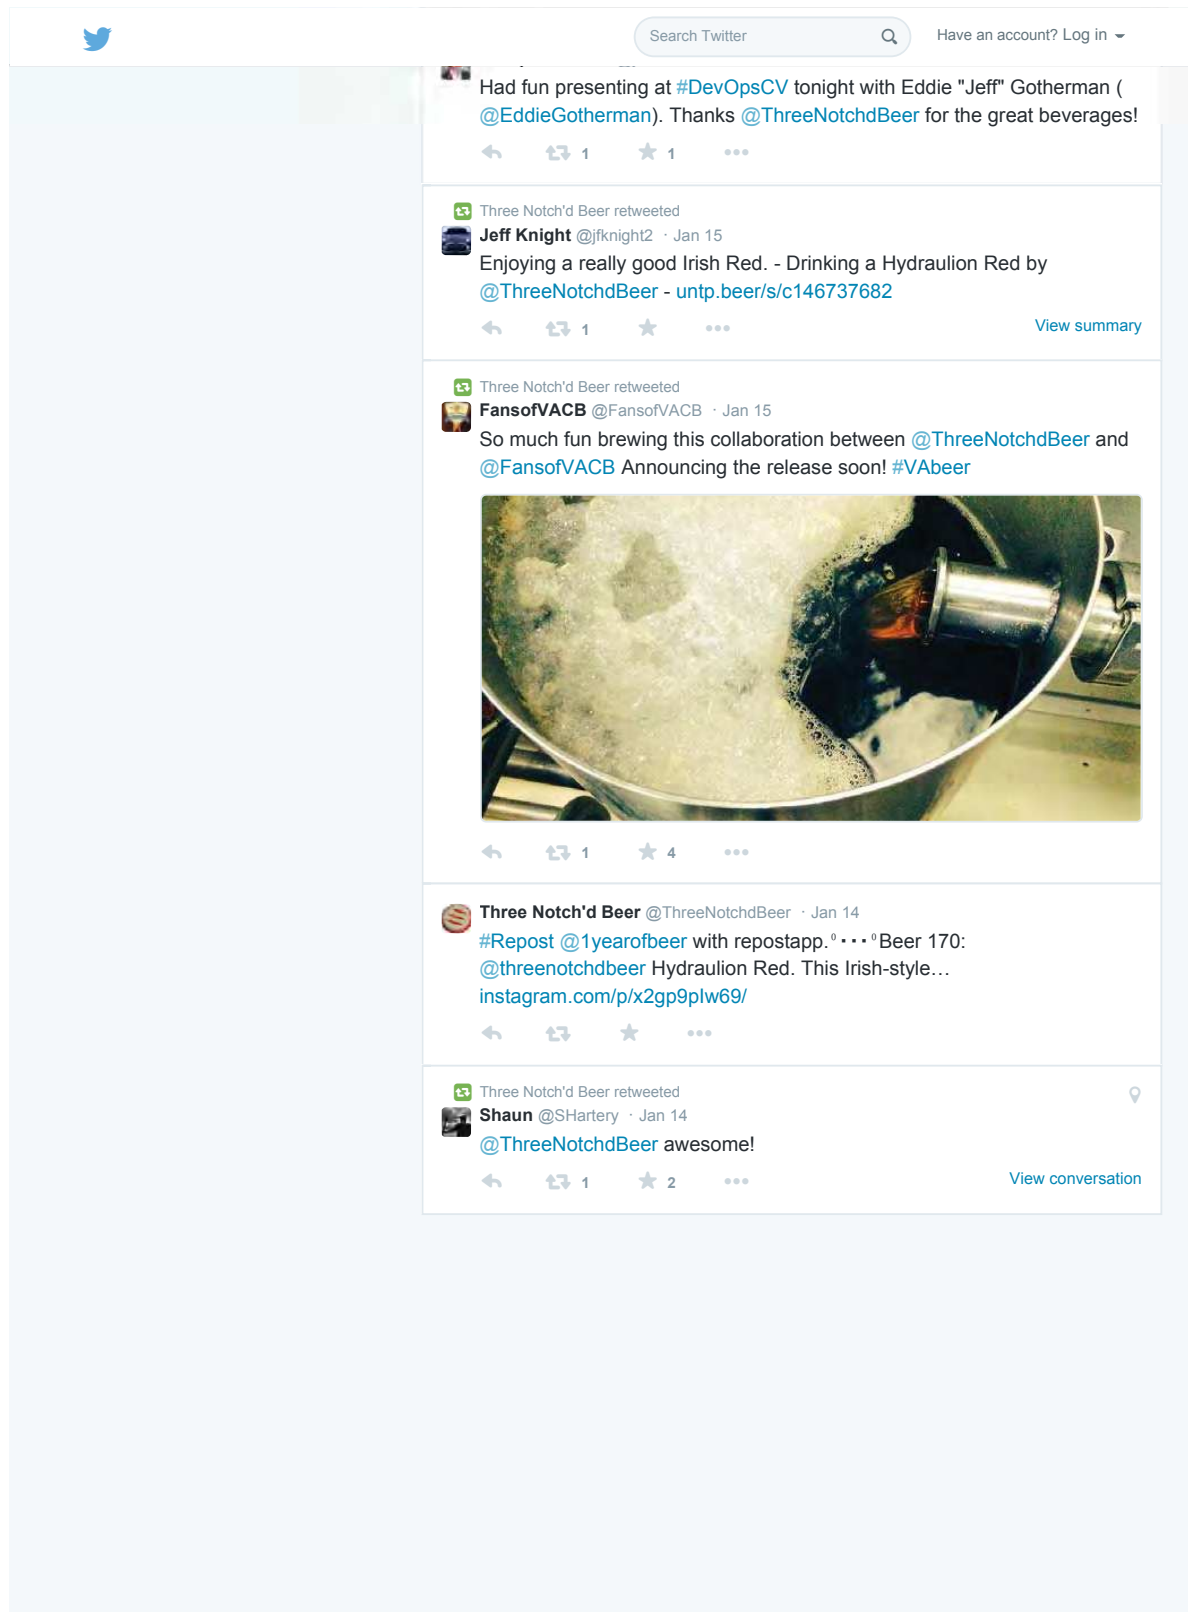 Search Twitter
Have an account? Log in
Had fun presenting at #DevOpsCV tonight with Eddie "Jeff" Gotherman (
@EddieGotherman). Thanks @ThreeNotchdBeer for the great beverages!
1 1
Three Notch'd Beer retweeted
Jeff Knight @jfknight2 · Jan 15
Enjoying a really good Irish Red. - Drinking a Hydraulion Red by
@ThreeNotchdBeer - untp.beer/s/c146737682
1
View summary
Three Notch'd Beer retweeted
FansofVACB @FansofVACB · Jan 15
So much fun brewing this collaboration between @ThreeNotchdBeer and
@FansofVACB Announcing the release soon! #VAbeer
1 4
Three Notch'd Beer @ThreeNotchdBeer · Jan 14
#Repost @1yearofbeer with repostapp.⁰・・・⁰Beer 170:
@threenotchdbeer Hydraulion Red. This Irish-style…
instagram.com/p/x2gp9pIw69/
Three Notch'd Beer retweeted
Shaun @SHartery · Jan 14
@ThreeNotchdBeer awesome!
1 2
View conversation